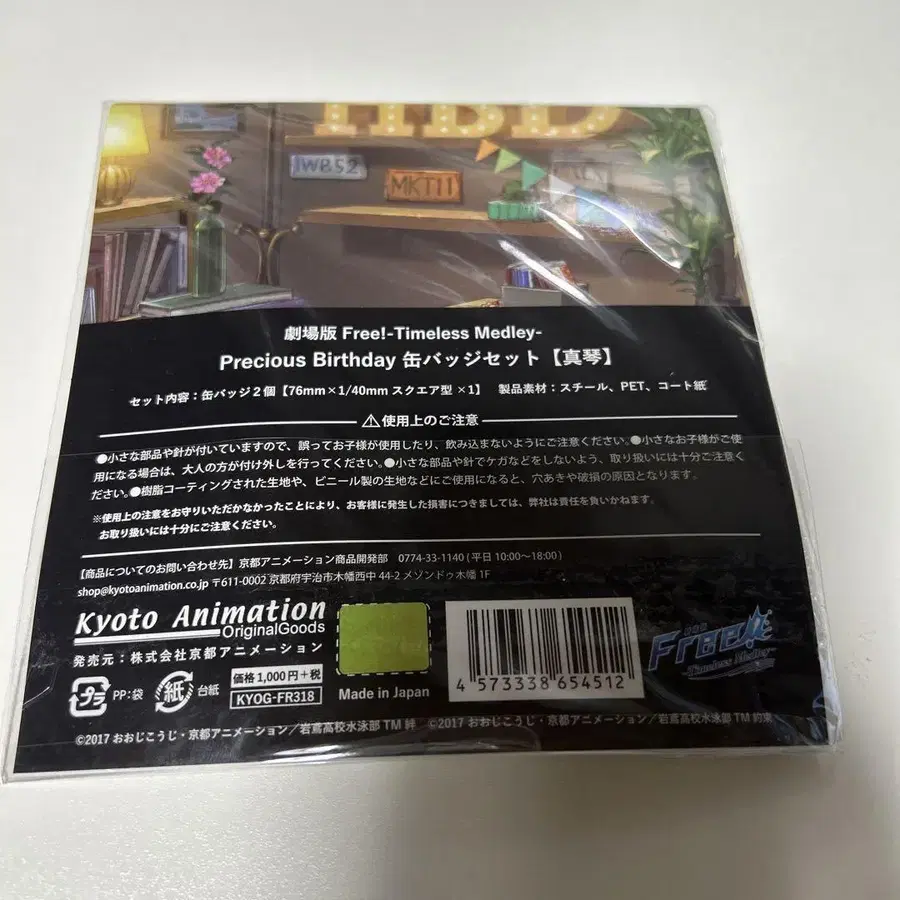 HBD
IWB52
MKT11
劇場版 Free!-Timeless Medley-
Precious Birthday 缶バッジセット【真琴】
セット内容：缶バッジ２個【76mm×1/40mm スクエア型 ×1】 製品素材：スチール、PET、コート紙
⚠使用上のご注意
●小さな部品や針が付いていますので、誤ってお子様が使用したり、飲み込まないようにご注意ください。●小さなお子様がご使
用になる場合は、大人の方が付け外しを行ってください。●小さな部品や針でケガなどをしないよう、取り扱いには十分ご注意く
ださい。●樹脂コーティングされた生地や、ビニール製の生地などにご使用になると、穴あきや破損の原因となります。
※使用上の注意をお守りいただかなかったことにより、お客様に発生した損害につきましては、弊社は責任を負いかねます。
お取り扱いには十分にご注意ください。
【商品についてのお問い合わせ先】京都アニメーション商品開発部 0774-33-1140 (平日 10:00〜18:00)
shop@kyotoanimation.co.jp 〒611-0002 京都府宇治市木幡西中 44-2 メゾンドゥ木幡 1F
Kyoto Animation
OriginalGoods
発売元：株式会社京都アニメーション
プラ PP:袋 紙 台紙
価格 1,000円+税
KYOG-FR318
Made in Japan
4 573338 654512
劇場版
Free!
-Timeless Medley-
©2017 おおじこうじ・京都アニメーション／岩鳶高校水泳部 TM 絆 ©2017 おおじこうじ・京都アニメーション／岩鳶高校水泳部 TM 約束